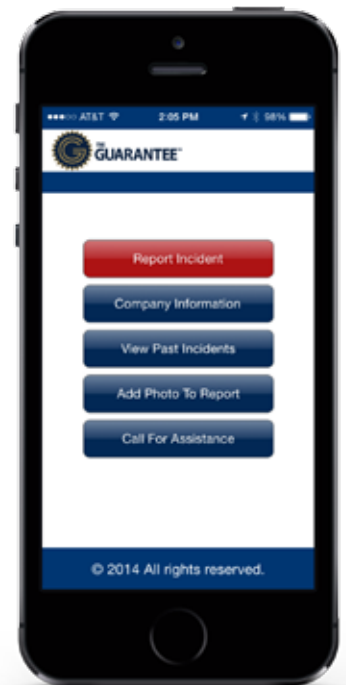 AT&T 2:05 PM 98%
G THE
GUARANTEE™
Report Incident
Company Information
View Past Incidents
Add Photo To Report
Call For Assistance
© 2014 All rights reserved.